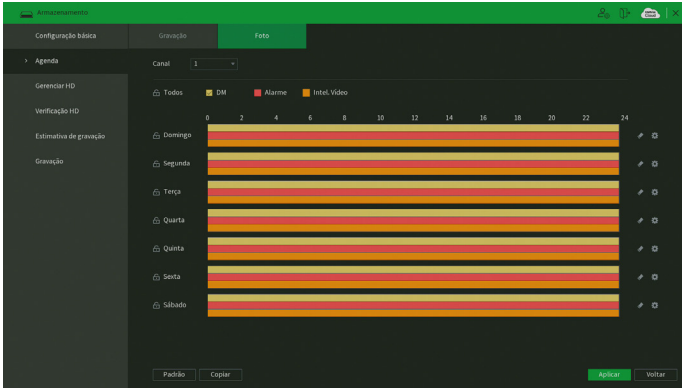 Armazenamento
Configuração básica
Gravação
Foto
Agenda
Canal
1
Gerenciar HD
Todos
DM
Alarme
Intel. Vídeo
Verificação HD
0 2 4 6 8 10 12 14 16 18 20 22 24
Estimativa de gravação
Domingo
Gravação
Segunda
Terça
Quarta
Quinta
Sexta
Sábado
Padrão
Copiar
Aplicar
Voltar